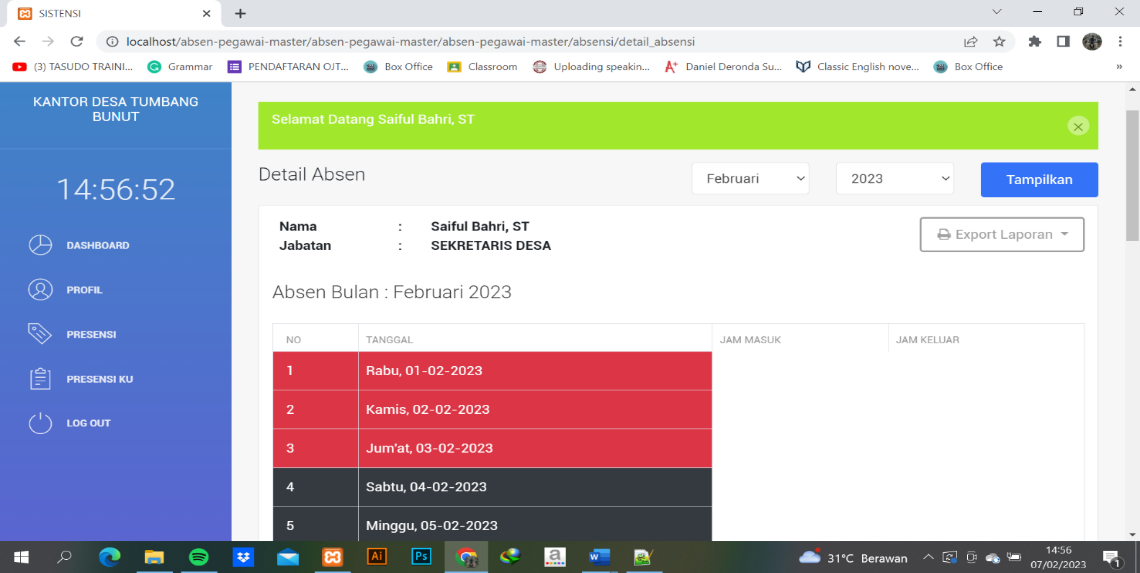 SISTENSI
localhost/absen-pegawai-master/absen-pegawai-master/absen-pegawai-master/absensi/detail_absensi
(3) TASUDO TRAINI...
Grammar
PENDAFTARAN OJT...
Box Office
Classroom
Uploading speakin...
Daniel Deronda Su...
Classic English nove...
Box Office
»
KANTOR DESA TUMBANG
BUNUT
14:56:52
DASHBOARD
PROFIL
PRESENSI
PRESENSI KU
LOG OUT
Selamat Datang Saiful Bahri, ST
Detail Absen
Februari
2023
Tampilkan
Nama : Saiful Bahri, ST
Jabatan : SEKRETARIS DESA
Export Laporan
Absen Bulan : Februari 2023
NO TANGGAL JAM MASUK JAM KELUAR
1 Rabu, 01-02-2023
2 Kamis, 02-02-2023
3 Jum'at, 03-02-2023
4 Sabtu, 04-02-2023
5 Minggu, 05-02-2023
Ai
Ps
31°C Berawan
14:56
07/02/2023
1